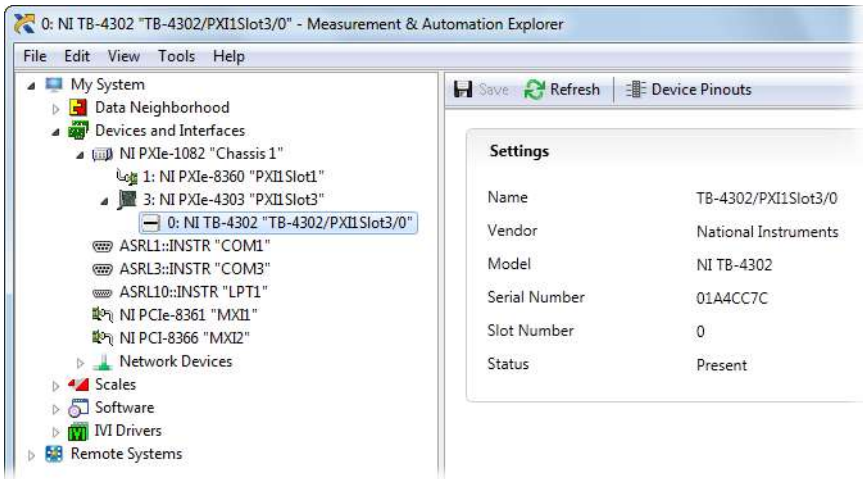 0: NI TB-4302 "TB-4302/PXI1Slot3/0" - Measurement & Automation Explorer
File Edit View Tools Help
My System
Data Neighborhood
Devices and Interfaces
NI PXIe-1082 "Chassis 1"
1: NI PXIe-8360 "PXI1Slot1"
3: NI PXIe-4303 "PXI1Slot3"
0: NI TB-4302 "TB-4302/PXI1Slot3/0"
ASRL1::INSTR "COM1"
ASRL3::INSTR "COM3"
ASRL10::INSTR "LPT1"
NI PCIe-8361 "MXI1"
NI PCI-8366 "MXI2"
Network Devices
Scales
Software
IVI Drivers
Remote Systems
Save Refresh Device Pinouts
Settings
Name TB-4302/PXI1Slot3/0
Vendor National Instruments
Model NI TB-4302
Serial Number 01A4CC7C
Slot Number 0
Status Present